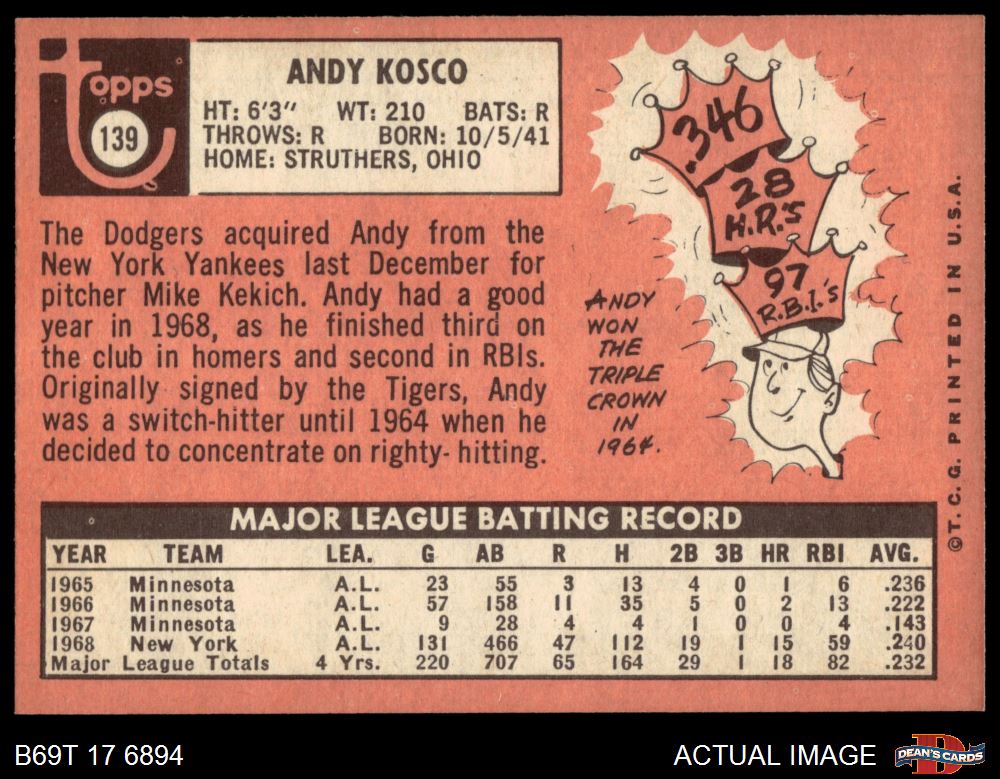 topps
139
ANDY KOSCO
HT: 6'3" WT: 210 BATS: R
THROWS: R BORN: 10/5/41
HOME: STRUTHERS, OHIO
The Dodgers acquired Andy from the
New York Yankees last December for
pitcher Mike Kekich. Andy had a good
year in 1968, as he finished third on
the club in homers and second in RBIs.
Originally signed by the Tigers, Andy
was a switch-hitter until 1964 when he
decided to concentrate on righty- hitting.
.346
28
H.R.'S
97
R.B.I.'s
ANDY
WON
THE
TRIPLE
CROWN
IN
1964.
©T. C. G. PRINTED IN U.S.A.
MAJOR LEAGUE BATTING RECORD
YEAR TEAM LEA. G AB R H 2B 3B HR RBI AVG.
1965 Minnesota A.L. 23 55 3 13 4 0 1 6 .236
1966 Minnesota A.L. 57 158 11 35 5 0 2 13 .222
1967 Minnesota A.L. 9 28 4 4 1 0 0 4 .143
1968 New York A.L. 131 466 47 112 19 1 15 59 .240
Major League Totals 4 Yrs. 220 707 65 164 29 1 18 82 .232
B69T 17 6894
ACTUAL IMAGE
D
DEAN'S CARDS